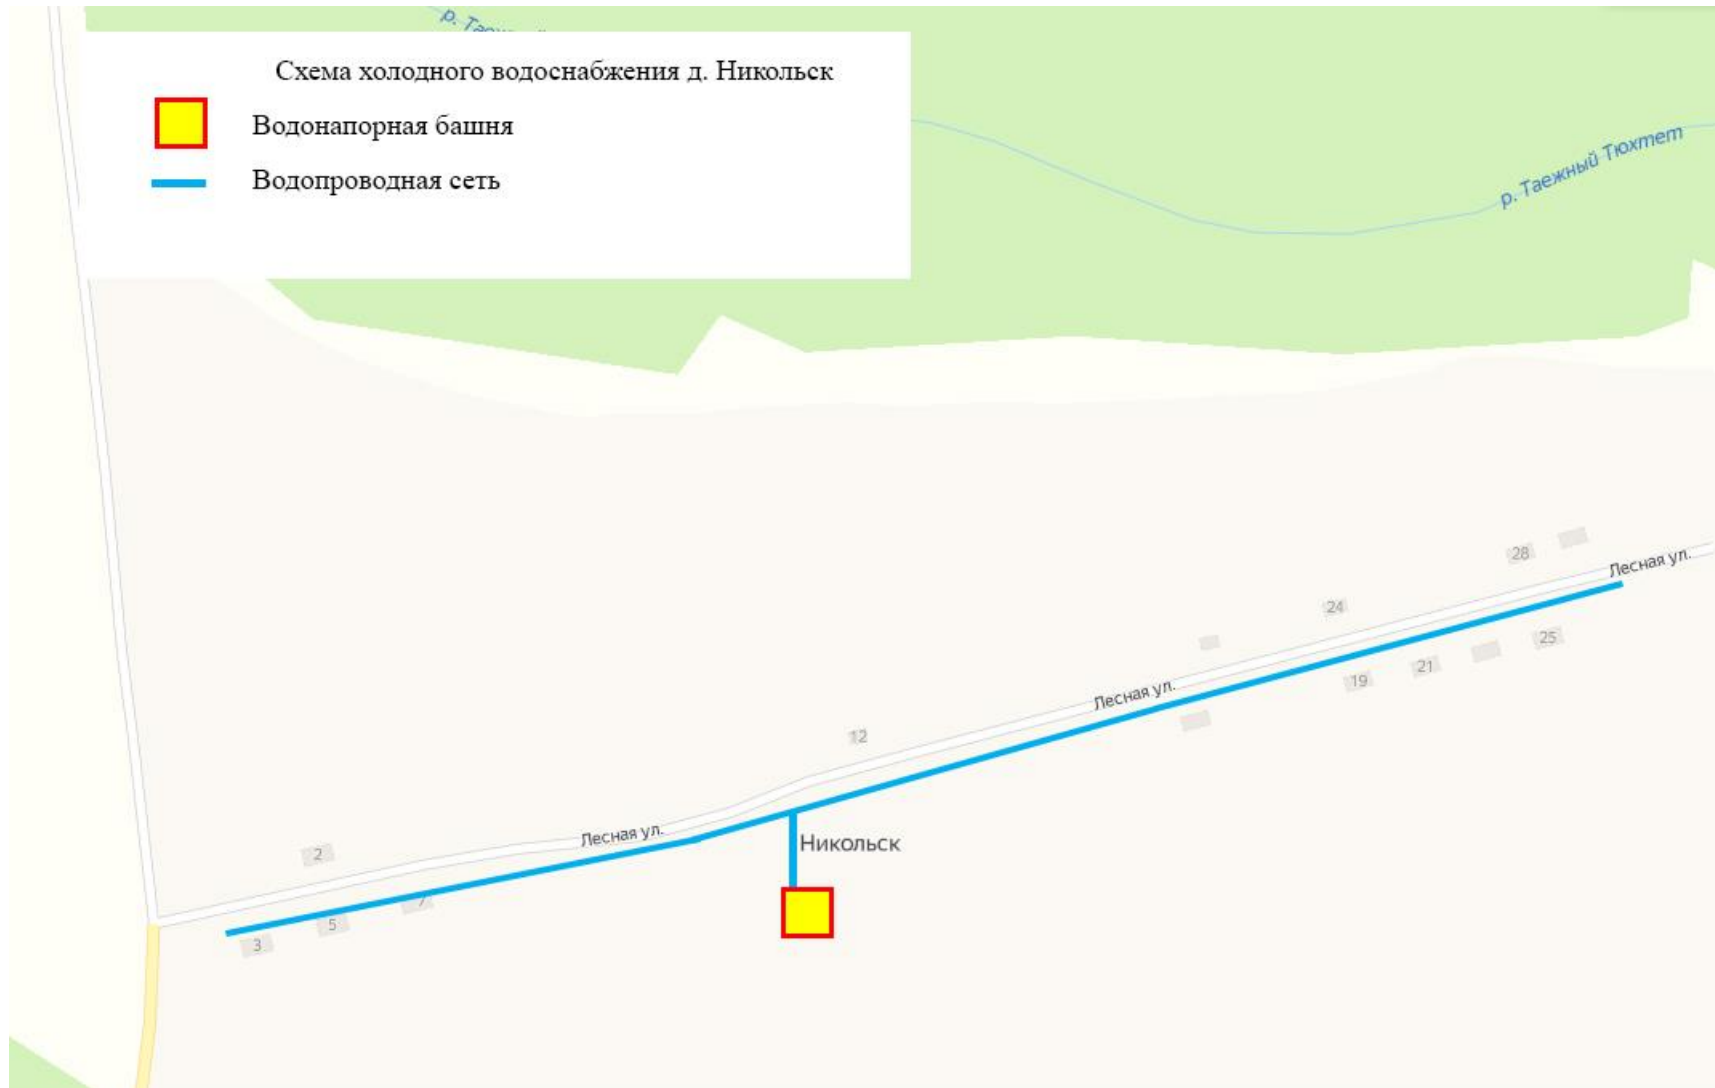 Схема холодного водоснабжения д. Никольск
Водонапорная башня
Водопроводная сеть
р. Таежный Тюхтет
28
Лесная ул.
24
25
21
19
Лесная ул.
12
Лесная ул.
Никольск
2
7
5
3